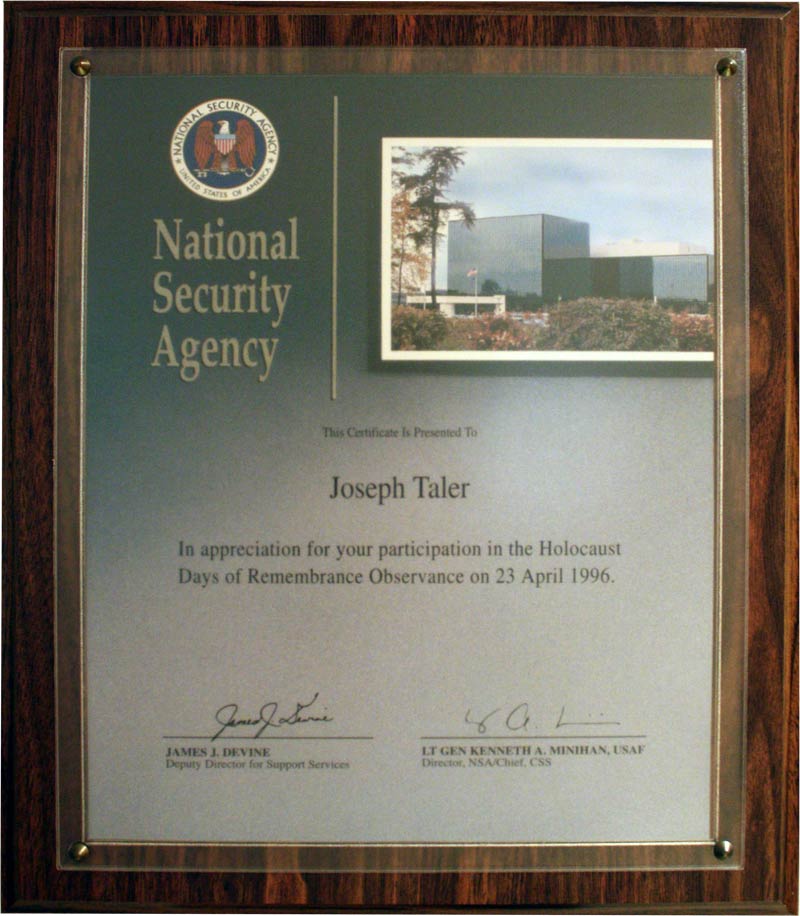 NATIONAL SECURITY AGENCY
UNITED STATES OF AMERICA
National
Security
Agency
This Certificate Is Presented To
Joseph Taler
In appreciation for your participation in the Holocaust
Days of Remembrance Observance on 23 April 1996.
James J. Devine
JAMES J. DEVINE
Deputy Director for Support Services
LT GEN KENNETH A. MINIHAN, USAF
Director, NSA/Chief, CSS